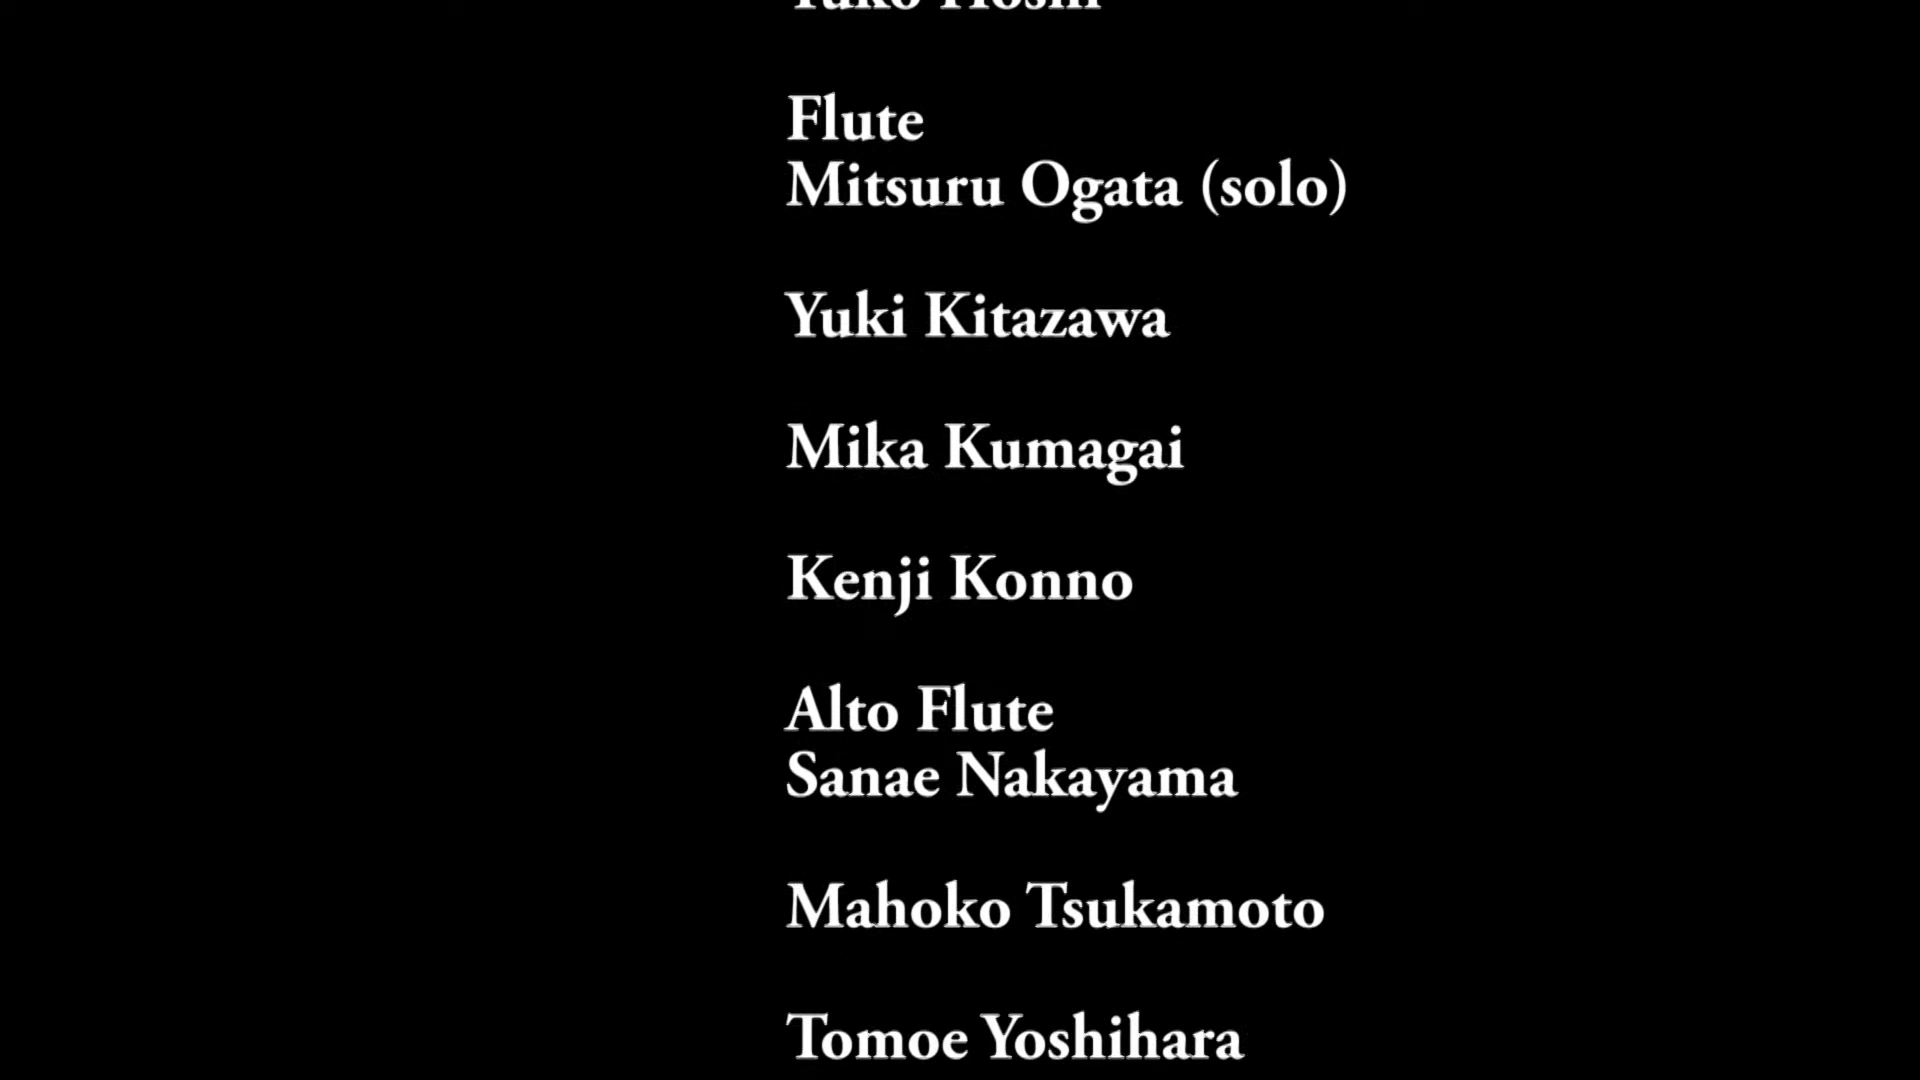 Flute
Mitsuru Ogata (solo)
Yuki Kitazawa
Mika Kumagai
Kenji Konno
Alto Flute
Sanae Nakayama
Mahoko Tsukamoto
Tomoe Yoshihara